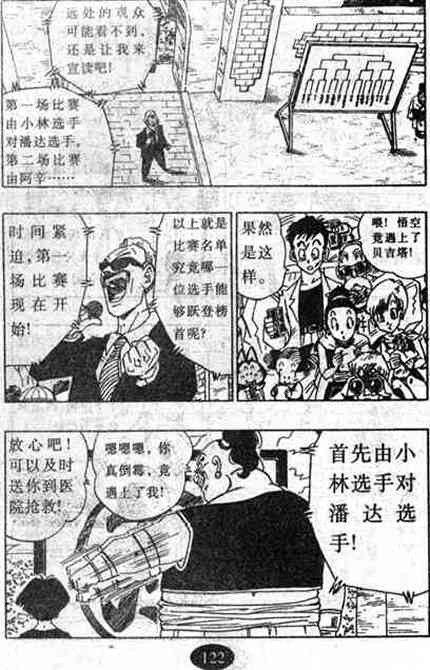 远处的观众
可能看不到,
还是让我来
宣读吧!
第一场比赛
由小林选手
对潘达选手。
第二场比赛
由阿辛……
喂!悟空
竟遇上了
贝吉塔!
果然
是这
样。
以上就是
比赛名单
究竟哪一
位选手能
够跃登榜
首呢?
时间紧
迫,第一
场比赛
现在开
始!
首先由小
林选手对
潘达选
手!
嗯嗯嗯,你
真倒霉,竟
遇上了我!
放心吧!
可以及时
送你到医
院抢救!
122